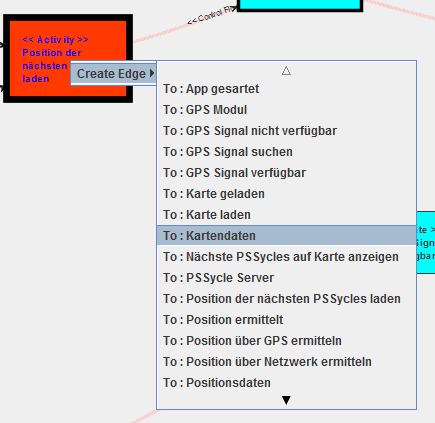 << Control Fl
<< Activity >>
Position der
nächsten
laden
Create Edge
To : App gesartet
To : GPS Modul
To : GPS Signal nicht verfügbar
To : GPS Signal suchen
To : GPS Signal verfügbar
To : Karte geladen
To : Karte laden
To : Kartendaten
To : Nächste PSSycles auf Karte anzeigen
To : PSSycle Server
To : Position der nächsten PSSycles laden
To : Position ermittelt
To : Position über GPS ermitteln
To : Position über Netzwerk ermitteln
To : Positionsdaten
te >
Sign
gbar